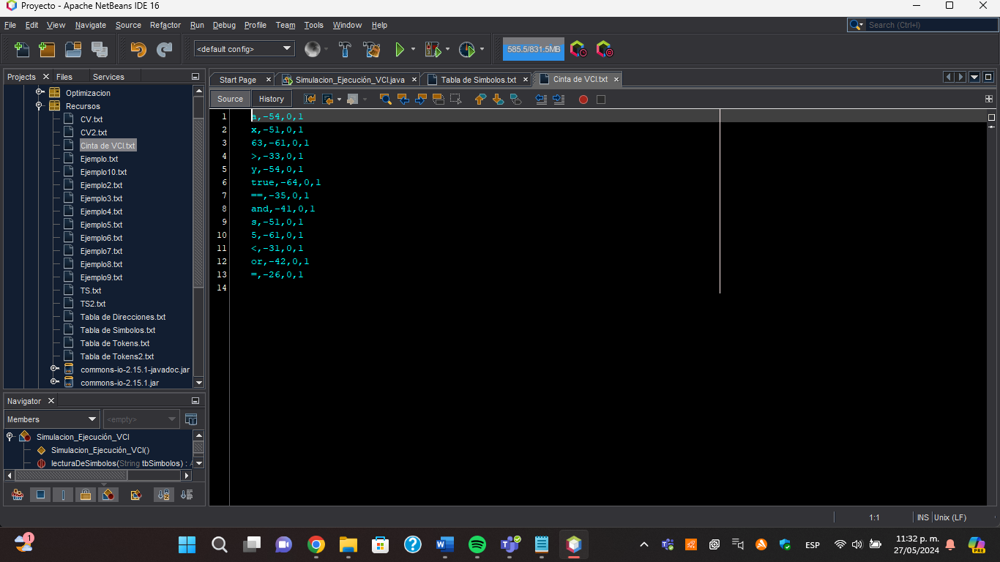 Proyecto - Apache NetBeans IDE 16
File Edit View Navigate Source Refactor Run Debug Profile Team Tools Window Help
Search (Ctrl+I)
<default config>
585.5/831.5MB
Projects Files Services
Start Page Simulacion_Ejecución_VCI.java Tabla de Simbolos.txt Cinta de VCI.txt
Source History
Optimizacion
Recursos
CV.txt
CV2.txt
Cinta de VCI.txt
Ejemplo.txt
Ejemplo10.txt
Ejemplo2.txt
Ejemplo3.txt
Ejemplo4.txt
Ejemplo5.txt
Ejemplo6.txt
Ejemplo7.txt
Ejemplo8.txt
Ejemplo9.txt
TS.txt
TS2.txt
Tabla de Direcciones.txt
Tabla de Simbolos.txt
Tabla de Tokens.txt
Tabla de Tokens2.txt
commons-io-2.15.1-javadoc.jar
commons-io-2.15.1.jar
1 a,-54,0,1
2 x,-51,0,1
3 63,-61,0,1
4 >,-33,0,1
5 y,-54,0,1
6 true,-64,0,1
7 ==,-35,0,1
8 and,-41,0,1
9 s,-51,0,1
10 5,-61,0,1
11 <,-31,0,1
12 or,-42,0,1
13 =,-26,0,1
14
Navigator
Members <empty>
Simulacion_Ejecución_VCI
Simulacion_Ejecución_VCI()
lecturaDeSimbolos(String tbSimbolos) :
1:1 INS Unix (LF)
1
ESP
11:32 p. m.
27/05/2024
PRE